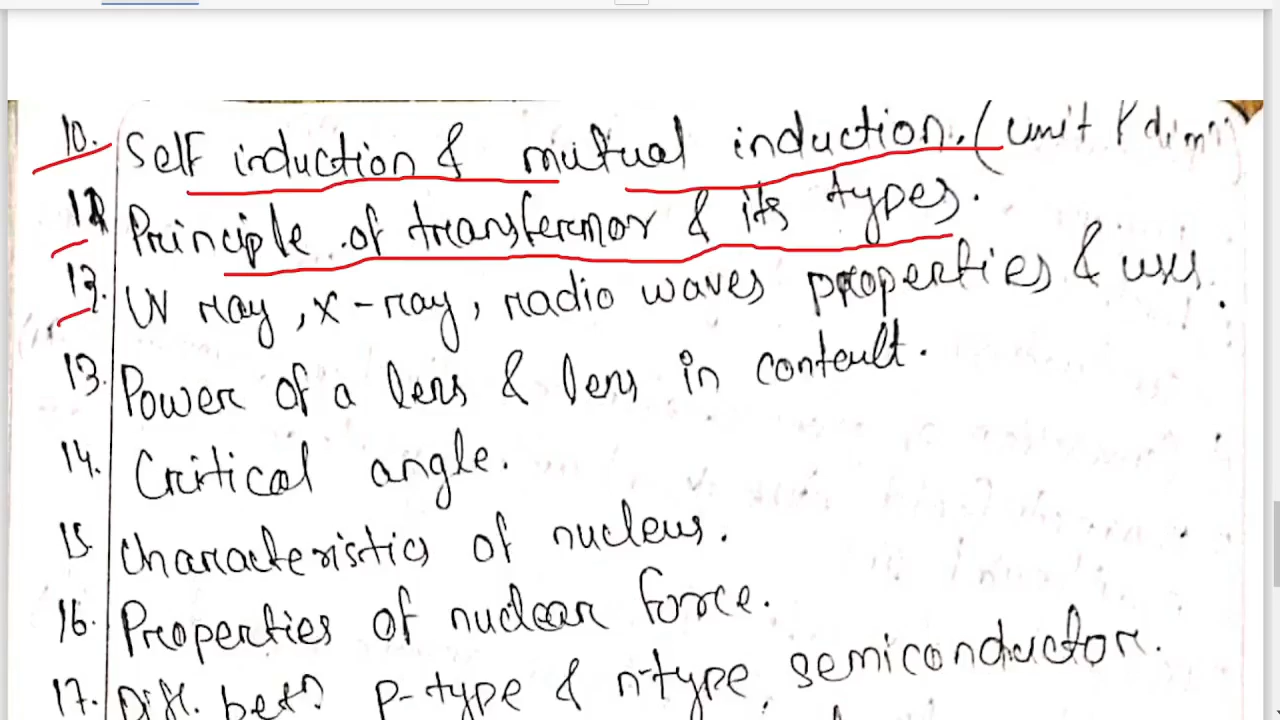 10. Self induction & mutual induction. (unit &
11 Principle of transfermor & its types.
12. UV ray, x-ray, radio waves properties & uses.
13. Power of a lens & lens in contault.
14. Critical angle.
15. Characteristics of nucleus.
16. Properties of nuclear force.
17. Diff. betn p-type & n-type semiconductor.